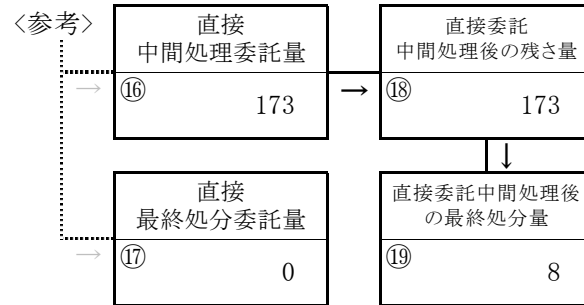 〈参考〉
直接
中間処理委託量
→
⑯
173
→
直接委託
中間処理後の残さ量
⑱
173
↓
直接
最終処分委託量
→
⑰
0
直接委託中間処理後
の最終処分量
⑲
8